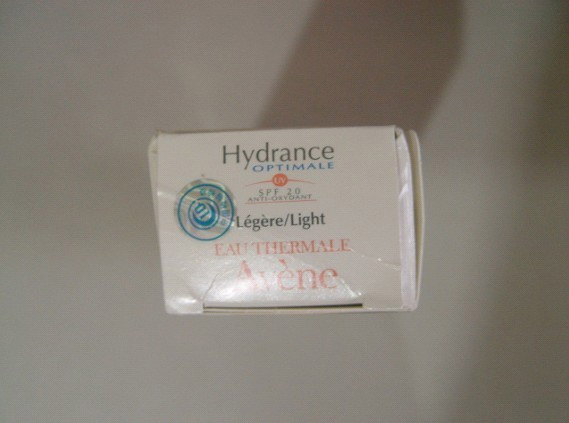 Hydrance
OPTIMALE
UV
SPF 20
ANTI-OXYDANT
Légère/Light
EAU THERMALE
Avène